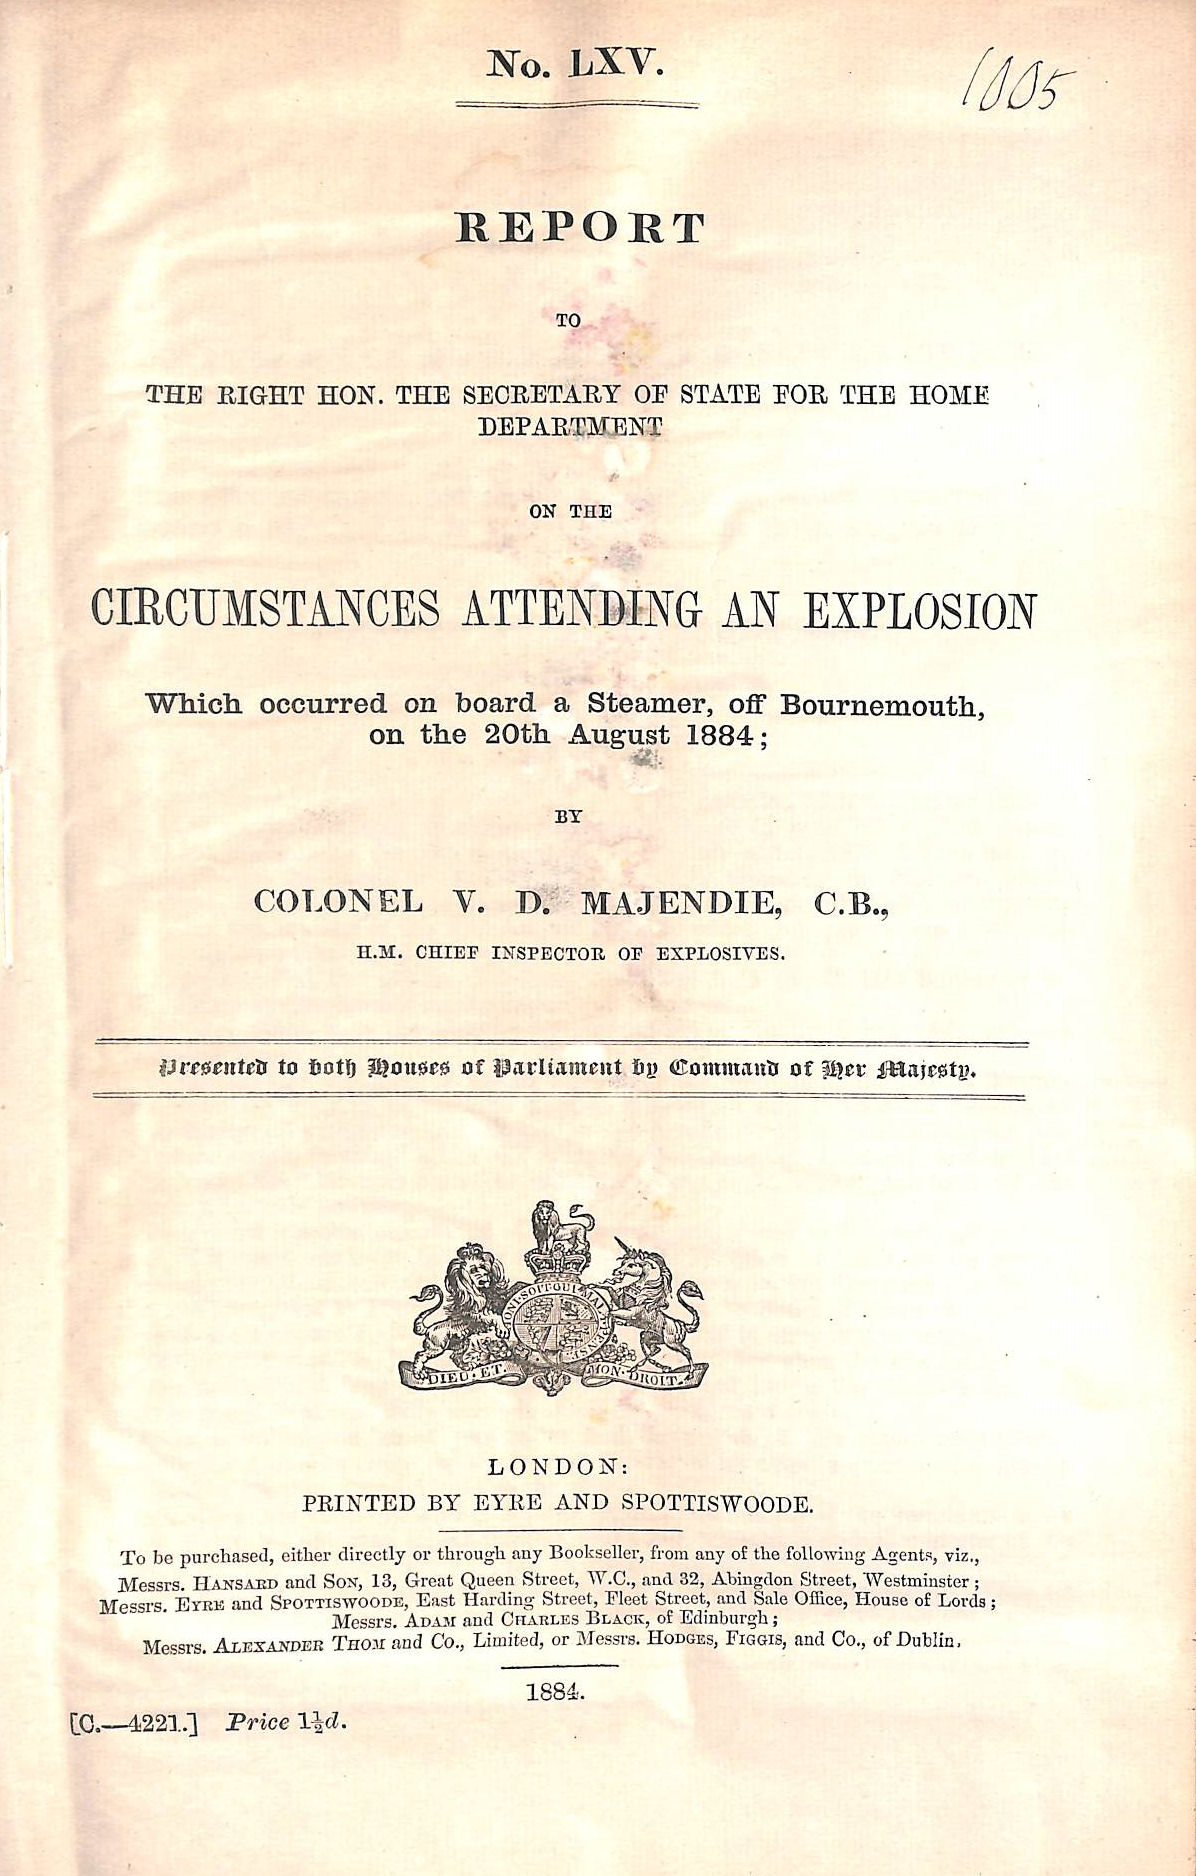 No. LXV.
1005
REPORT
TO
THE RIGHT HON. THE SECRETARY OF STATE FOR THE HOME
DEPARTMENT
ON THE
CIRCUMSTANCES ATTENDING AN EXPLOSION
Which occurred on board a Steamer, off Bournemouth,
on the 20th August 1884;
BY
COLONEL V. D. MAJENDIE, C.B.,
H.M. CHIEF INSPECTOR OF EXPLOSIVES.
Presented to both Houses of Parliament by Command of Her Majesty.
HONI·SOIT·QUI·MAL·Y·PENSE
DIEU·ET· MON·DROIT·
LONDON:
PRINTED BY EYRE AND SPOTTISWOODE.
To be purchased, either directly or through any Bookseller, from any of the following Agents, viz.,
Messrs. HANSARD and SON, 13, Great Queen Street, W.C., and 32, Abingdon Street, Westminster;
Messrs. EYRE and SPOTTISWOODE, East Harding Street, Fleet Street, and Sale Office, House of Lords;
Messrs. ADAM and CHARLES BLACK, of Edinburgh;
Messrs. ALEXANDER THOM and Co., Limited, or Messrs. HODGES, FIGGIS, and Co., of Dublin.
1884.
[C.—4221.] Price 1½d.